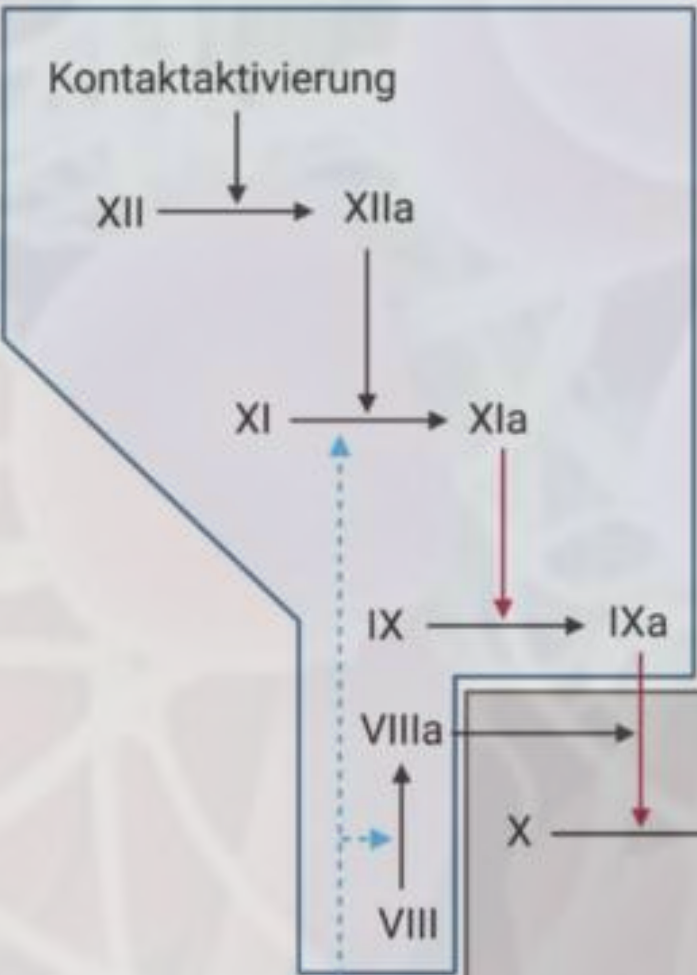 Kontaktaktivierung
XII XIIa
XI XIa
IX IXa
VIIIa
X
VIII